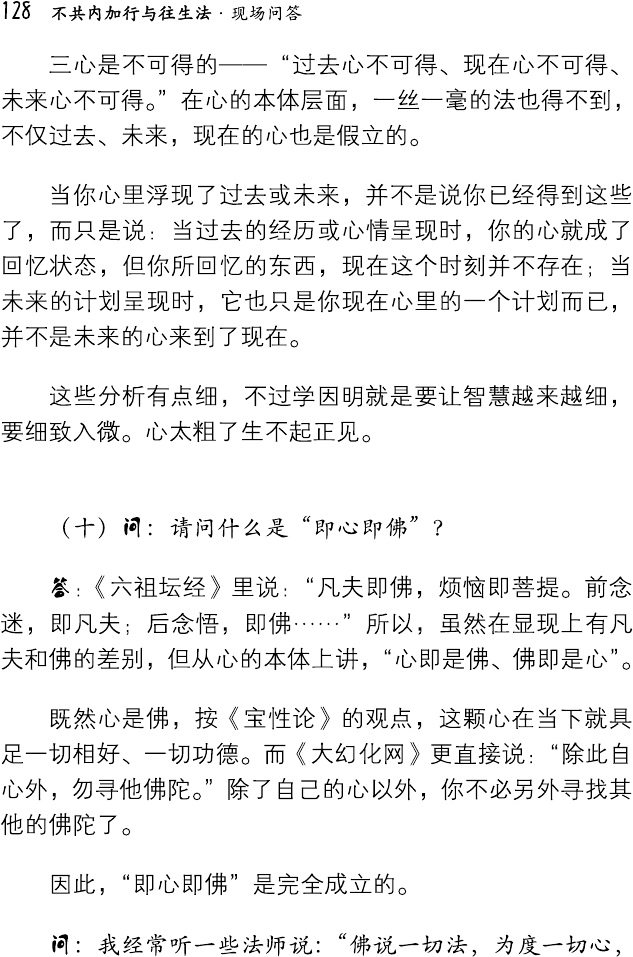 128 不共内加行与往生法·现场问答
三心是不可得的——“过去心不可得、现在心不可得、
未来心不可得。”在心的本体层面，一丝一毫的法也得不到，
不仅过去、未来，现在的心也是假立的。
当你心里浮现了过去或未来，并不是说你已经得到这些
了，而只是说：当过去的经历或心情呈现时，你的心就成了
回忆状态，但你所回忆的东西，现在这个时刻并不存在；当
未来的计划呈现时，它也只是你现在心里的一个计划而已，
并不是未来的心来到了现在。
这些分析有点细，不过学因明就是要让智慧越来越细，
要细致入微。心太粗了生不起正见。
（十）问：请问什么是“即心即佛”？
答：《六祖坛经》里说：“凡夫即佛，烦恼即菩提。前念
迷，即凡夫；后念悟，即佛……”所以，虽然在显现上有凡
夫和佛的差别，但从心的本体上讲，“心即是佛、佛即是心”。
既然心是佛，按《宝性论》的观点，这颗心在当下就具
足一切相好、一切功德。而《大幻化网》更直接说：“除此自
心外，勿寻他佛陀。”除了自己的心以外，你不必另外寻找其
他的佛陀了。
因此，“即心即佛”是完全成立的。
问：我经常听一些法师说：“佛说一切法，为度一切心，